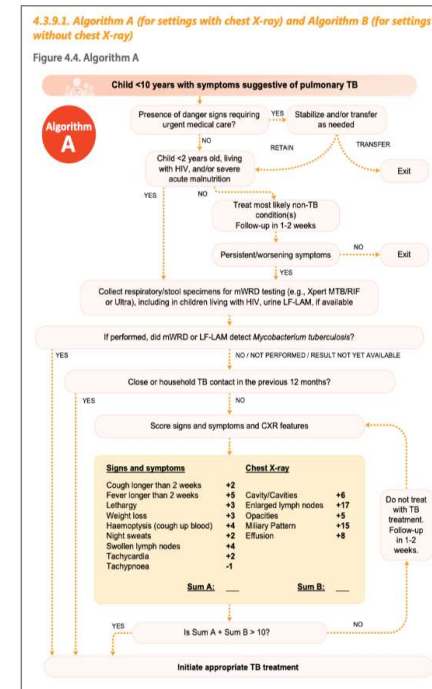 4.3.9.1. Algorithm A (for settings with chest X-ray) and Algorithm B (for settings
without chest X-ray)
Figure 4.4. Algorithm A
Child <10 years with symptoms suggestive of pulmonary TB
Algorithm
A
Presence of danger signs requiring
urgent medical care?
YES
Stabilize and/or transfer
as needed
NO
RETAIN
TRANSFER
Child <2 years old, living
with HIV, and/or severe
acute malnutrition
Exit
YES
NO
Treat most likely non-TB
condition(s)
Follow-up in 1-2 weeks
Persistent/worsening symptoms
NO
Exit
YES
Collect respiratory/stool specimens for mWRD testing (e.g., Xpert MTB/RIF
or Ultra), including in children living with HIV, urine LF-LAM, if available
If performed, did mWRD or LF-LAM detect Mycobacterium tuberculosis?
YES
NO / NOT PERFORMED / RESULT NOT YET AVAILABLE
Close or household TB contact in the previous 12 months?
YES
NO
Score signs and symptoms and CXR features
Signs and symptoms
Cough longer than 2 weeks +2
Fever longer than 2 weeks +5
Lethargy +3
Weight loss +3
Haemoptysis (cough up blood) +4
Night sweats +2
Swollen lymph nodes +4
Tachycardia +2
Tachypnoea -1
Sum A: ___
Chest X-ray
Cavity/Cavities +6
Enlarged lymph nodes +17
Opacities +5
Miliary Pattern +15
Effusion +8
Sum B: ___
Do not treat
with TB
treatment.
Follow-up
in 1-2
weeks.
Is Sum A + Sum B > 10?
YES
NO
Initiate appropriate TB treatment